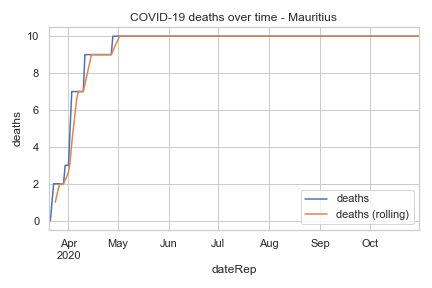 COVID-19 deaths over time - Mauritius
10
8
6
4
2
0
deaths
Apr
2020
May
Jun
Jul
Aug
Sep
Oct
dateRep
deaths
deaths (rolling)